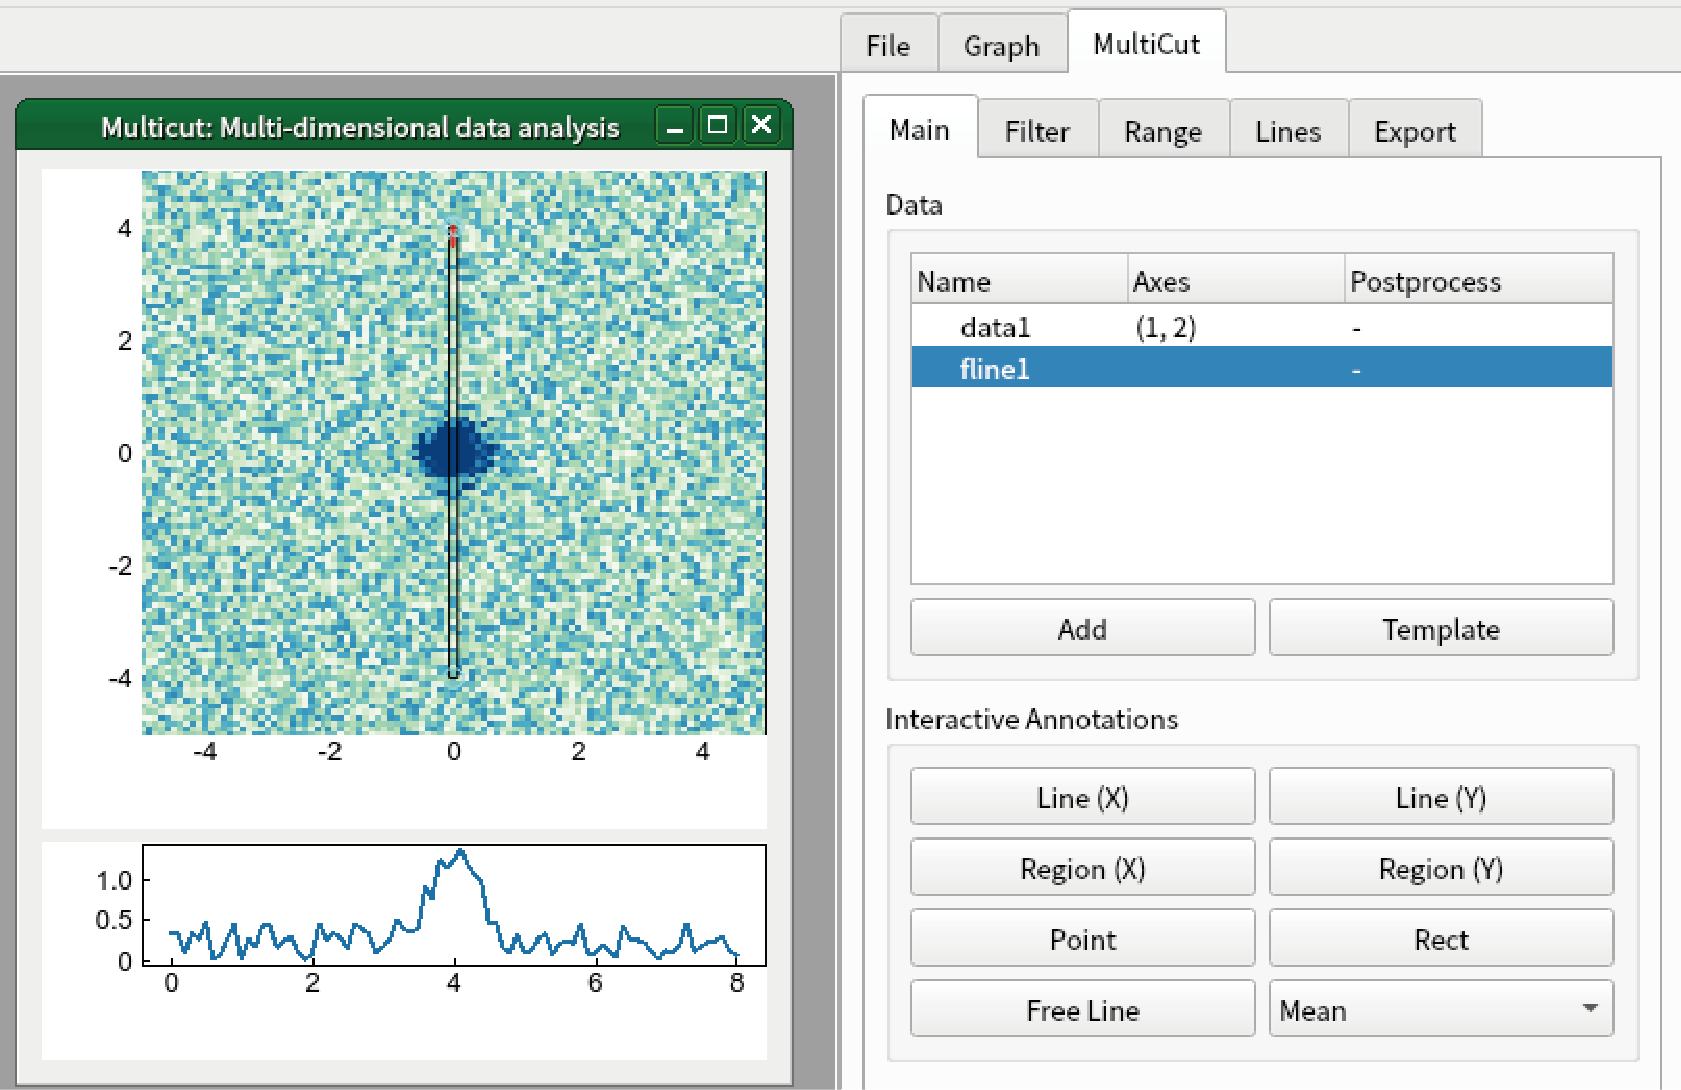 File Graph MultiCut
Multicut: Multi-dimensional data analysis
4
2
0
-2
-4
-4 -2 0 2 4
1.0
0.5
0
0 2 4 6 8
Main Filter Range Lines Export
Data
Name Axes Postprocess
data1 (1, 2) -
fline1 -
Add Template
Interactive Annotations
Line (X) Line (Y)
Region (X) Region (Y)
Point Rect
Free Line Mean